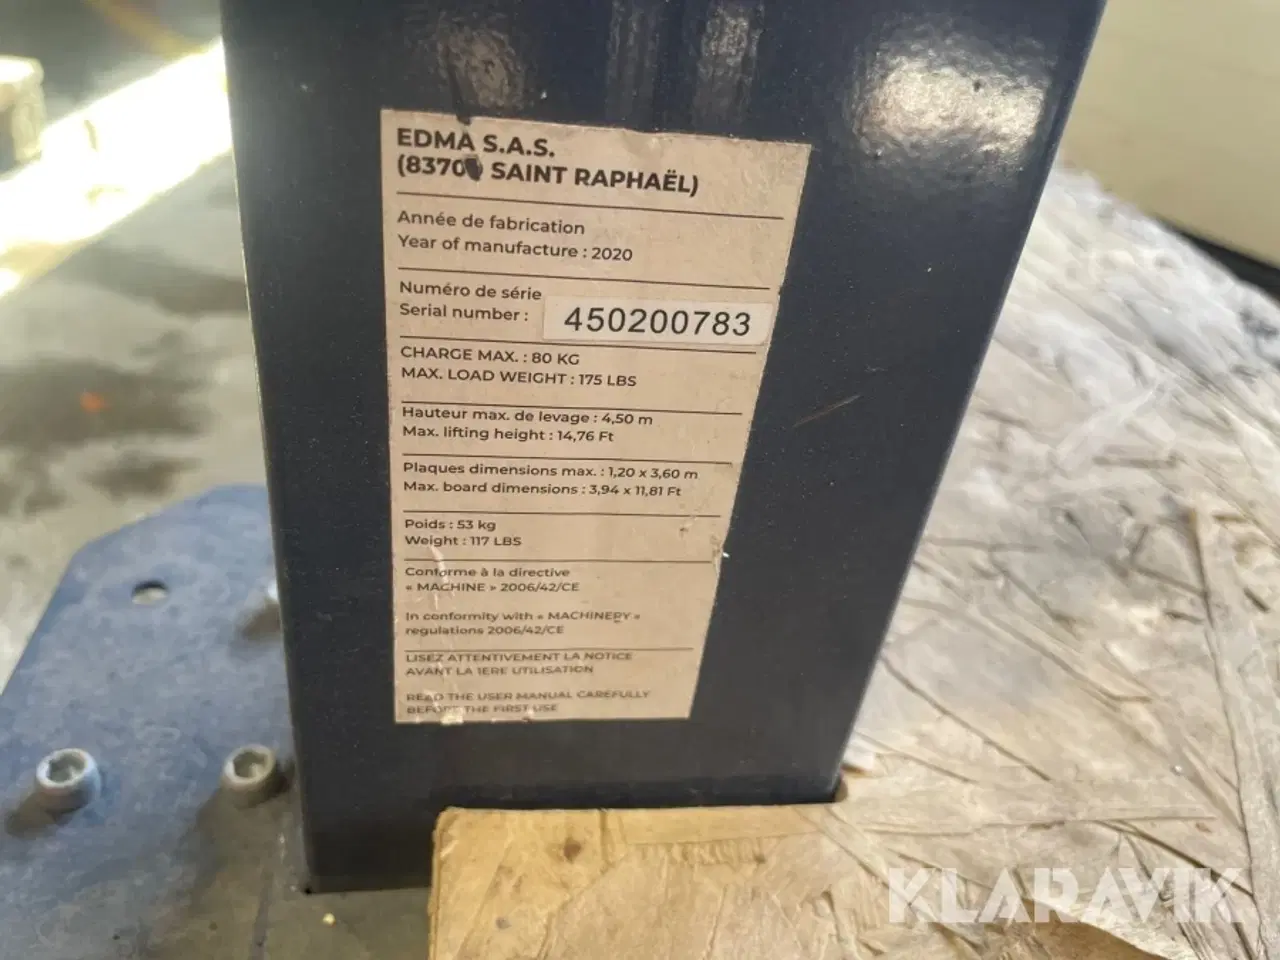 EDMA S.A.S.
(83700 SAINT RAPHAËL)
Année de fabrication
Year of manufacture : 2020
Numéro de série
Serial number :
450200783
CHARGE MAX. : 80 KG
MAX. LOAD WEIGHT : 175 LBS
Hauteur max. de levage : 4,50 m
Max. lifting height : 14,76 Ft
Plaques dimensions max. : 1,20 x 3,60 m
Max. board dimensions : 3,94 x 11,81 Ft
Poids : 53 kg
Weight : 117 LBS
Conforme à la directive
« MACHINE » 2006/42/CE
In conformity with « MACHINERY »
regulations 2006/42/CE
LISEZ ATTENTIVEMENT LA NOTICE
AVANT LA 1ERE UTILISATION
READ THE USER MANUAL CAREFULLY
BEFORE THE FIRST USE
KLARAVIK